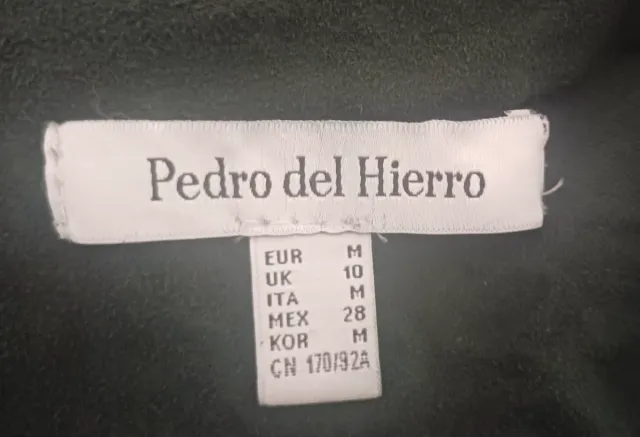 Pedro del Hierro
EUR M
UK 10
ITA M
MEX 28
KOR M
CN 170/92A